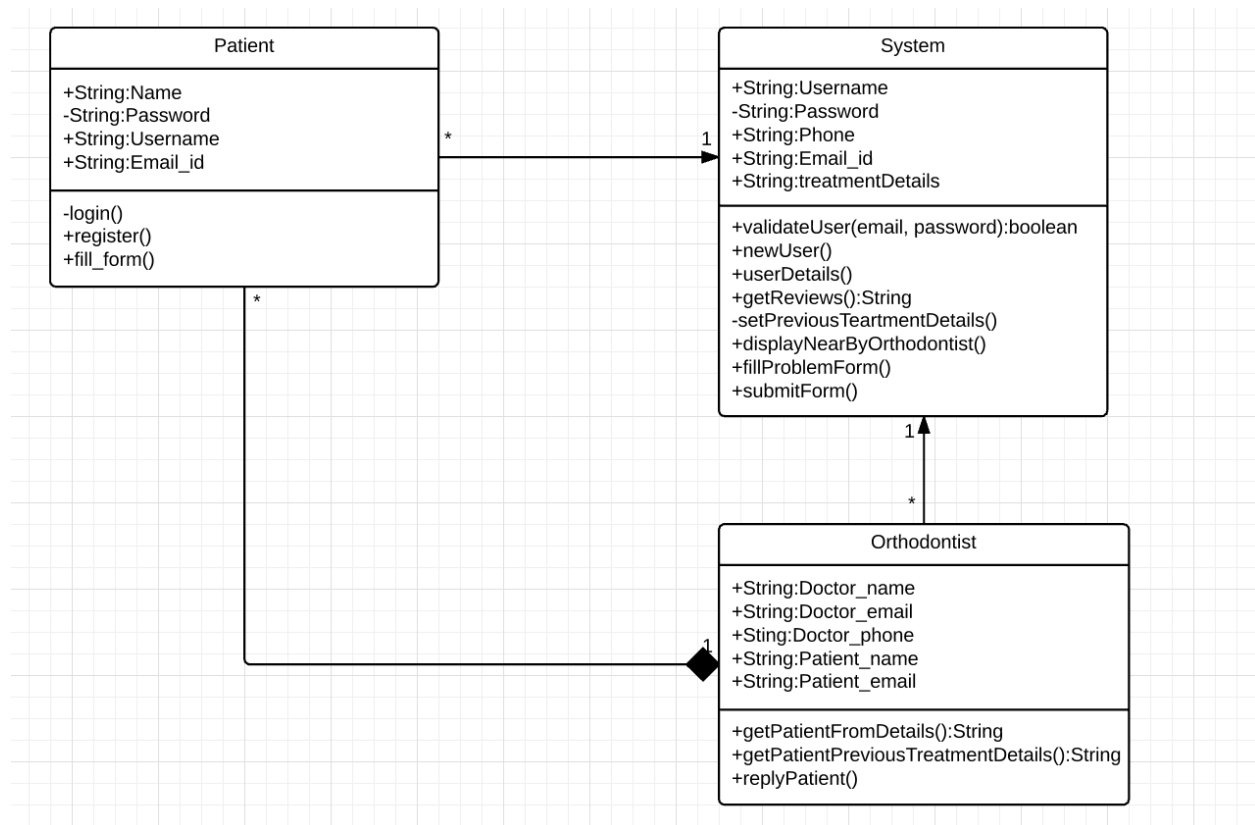 Patient
+String:Name
-String:Password
+String:Username
+String:Email_id
-login()
+register()
+fill_form()
*
1
System
+String:Username
-String:Password
+String:Phone
+String:Email_id
+String:treatmentDetails
+validateUser(email, password):boolean
+newUser()
+userDetails()
+getReviews():String
-setPreviousTeartmentDetails()
+displayNearByOrthodontist()
+fillProblemForm()
+submitForm()
*
1
1
*
Orthodontist
+String:Doctor_name
+String:Doctor_email
+Sting:Doctor_phone
+String:Patient_name
+String:Patient_email
+getPatientFromDetails():String
+getPatientPreviousTreatmentDetails():String
+replyPatient()